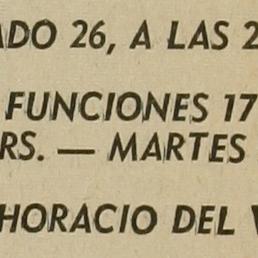 ADO 26, A LAS 2
FUNCIONES 17
RS. — MARTES
HORACIO DEL